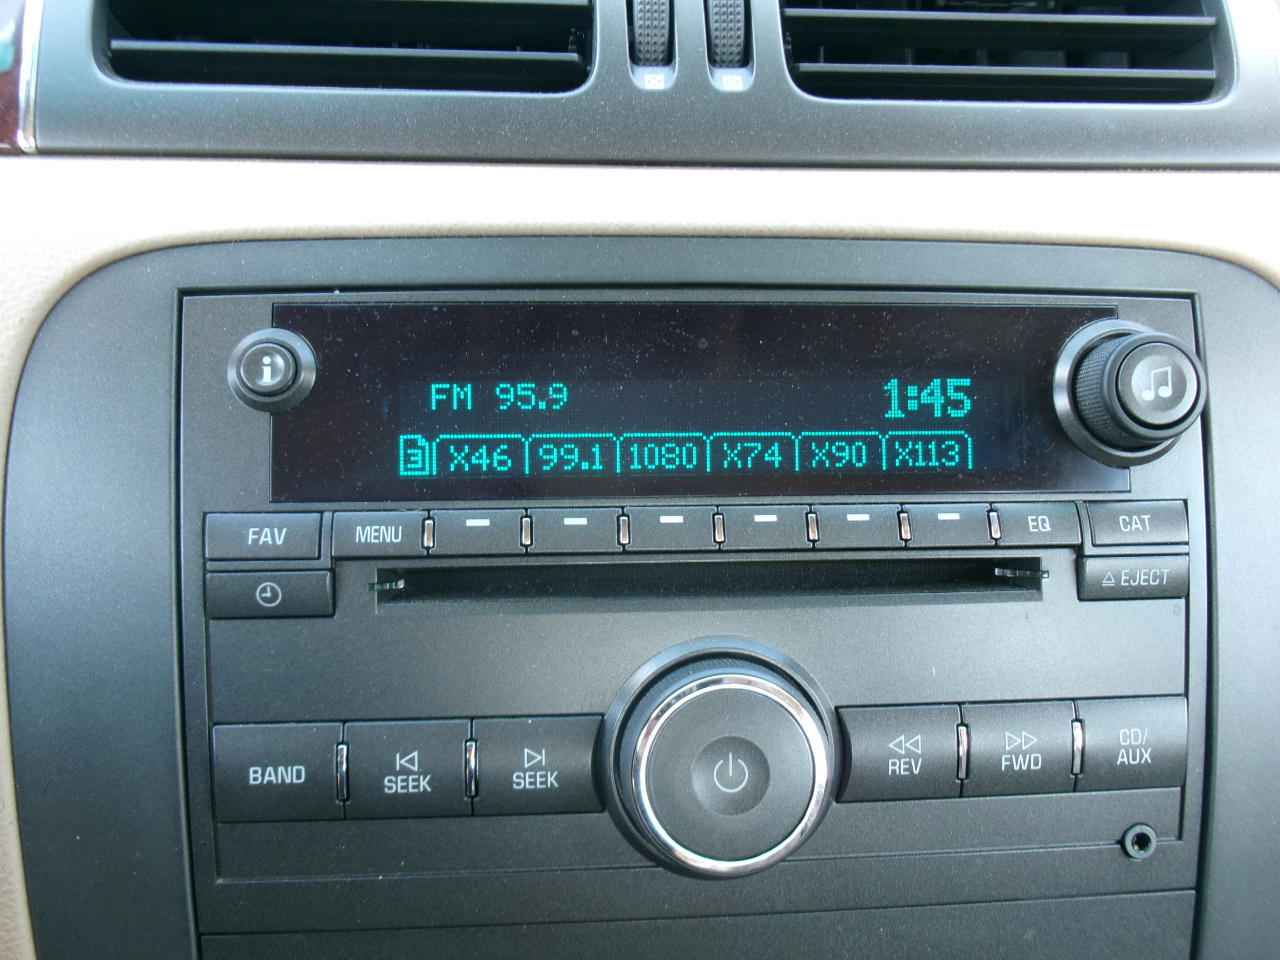 i
FM 95.9 1:45
3 X46 99.1 1080 X74 X90 X113
FAV MENU EQ CAT
EJECT
BAND SEEK SEEK REV FWD CD/
AUX